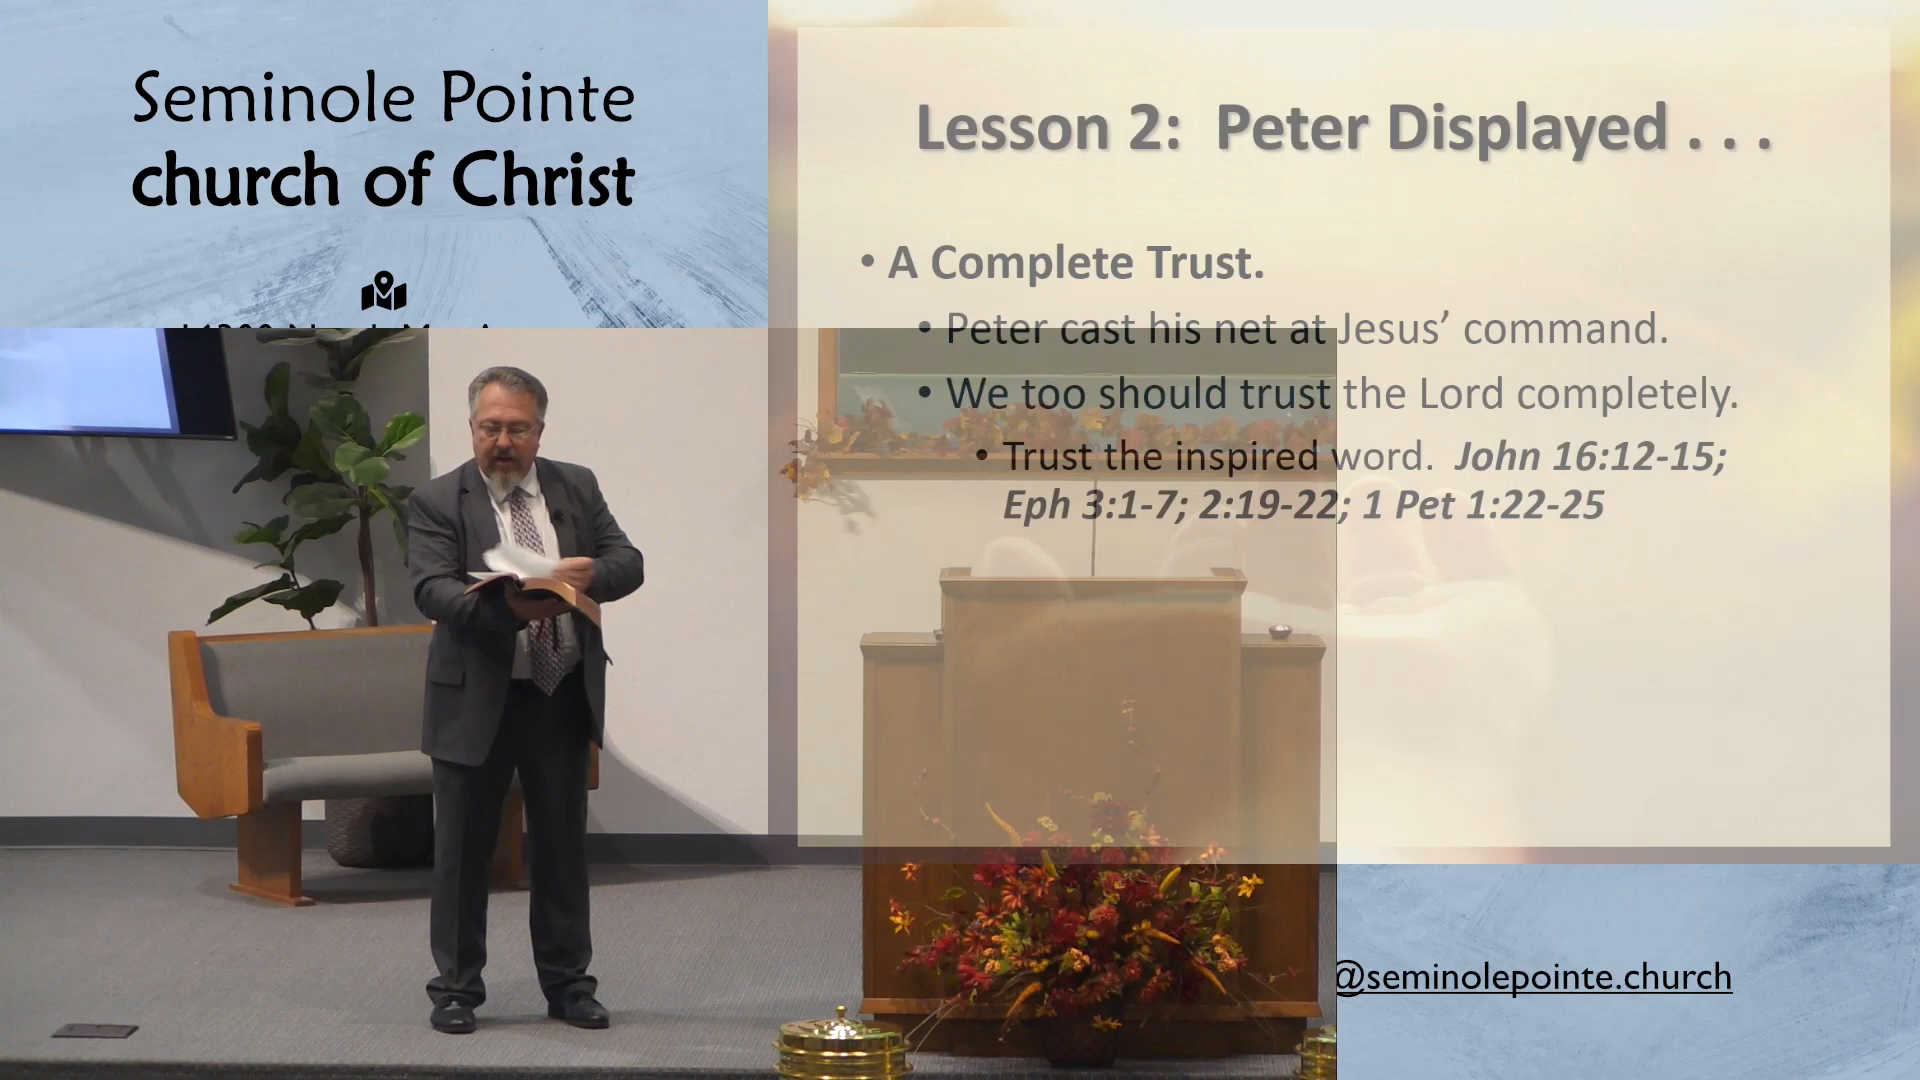 Seminole Pointe
church of Christ
Lesson 2: Peter Displayed . . .
• A Complete Trust.
• Peter cast his net at Jesus’ command.
• We too should trust the Lord completely.
• Trust the inspired word. John 16:12-15;
Eph 3:1-7; 2:19-22; 1 Pet 1:22-25
@seminolepointe.church